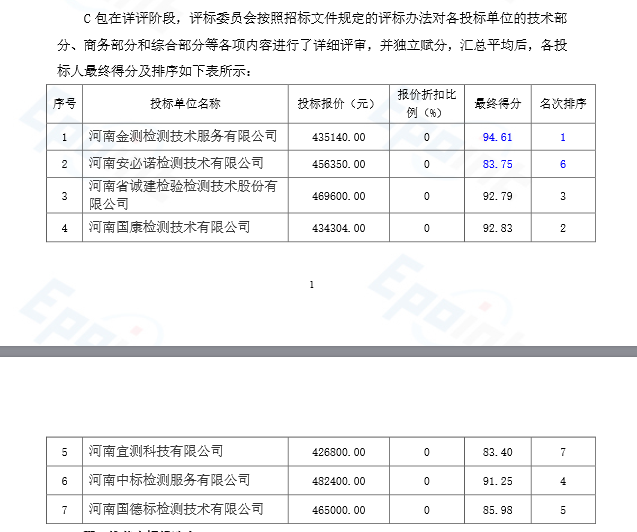 C 包在详评阶段，评标委员会按照招标文件规定的评标办法对各投标单位的技术部
分、商务部分和综合部分等各项内容进行了详细评审，并独立赋分，汇总平均后，各投
标人最终得分及排序如下表所示：
序号 投标单位名称 投标报价（元） 报价折扣比例（%） 最终得分 名次排序
1 河南金测检测技术服务有限公司 435140.00 0 94.61 1
2 河南安必诺检测技术有限公司 456350.00 0 83.75 6
3 河南省诚建检验检测技术股份有限公司 469600.00 0 92.79 3
4 河南国康检测技术有限公司 434304.00 0 92.83 2
1
5 河南宜测科技有限公司 426800.00 0 83.40 7
6 河南中标检测服务有限公司 482400.00 0 91.25 4
7 河南国德标检测技术有限公司 465000.00 0 85.98 5
Epoint
Epoint
Epoint
Epoint